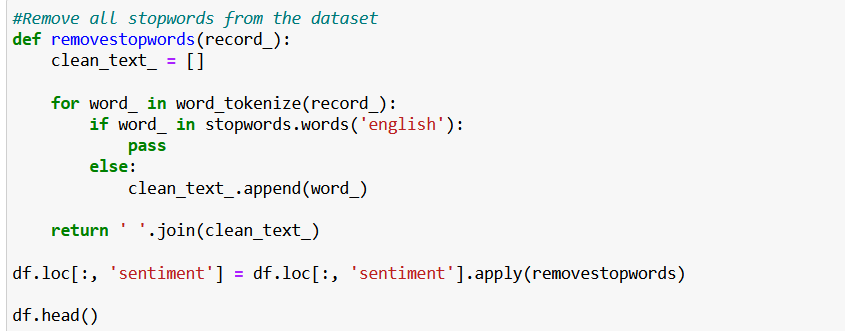 #Remove all stopwords from the dataset
def removestopwords(record_):
    clean_text_ = []

    for word_ in word_tokenize(record_):
        if word_ in stopwords.words('english'):
            pass
        else:
            clean_text_.append(word_)

    return ' '.join(clean_text_)

df.loc[:, 'sentiment'] = df.loc[:, 'sentiment'].apply(removestopwords)

df.head()